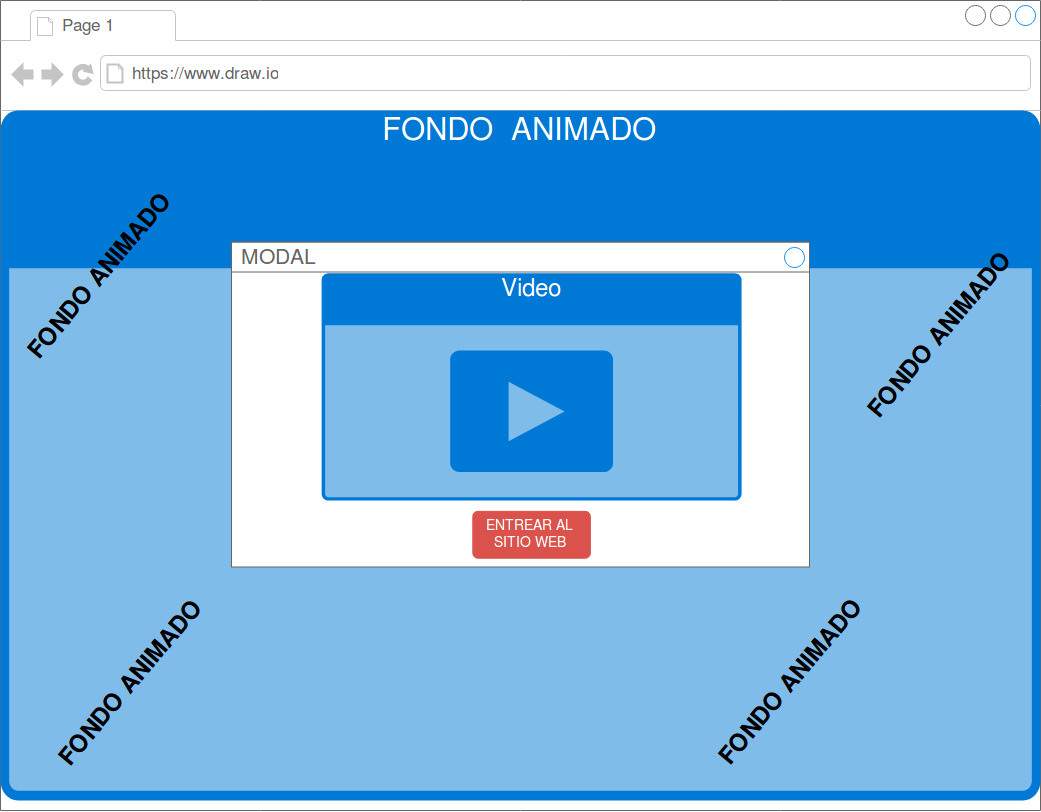 Page 1
https://www.draw.io
FONDO ANIMADO
FONDO ANIMADO
MODAL
FONDO ANIMADO
Video
ENTREAR AL
SITIO WEB
FONDO ANIMADO
FONDO ANIMADO